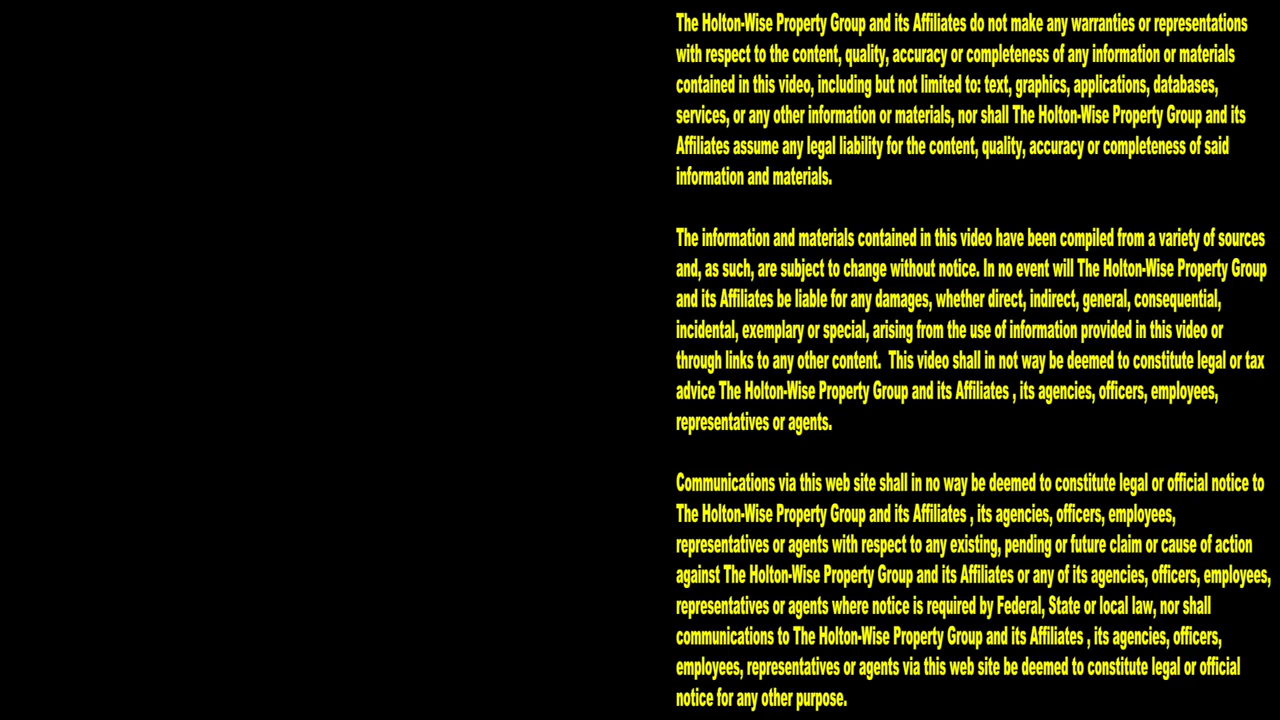 The Holton-Wise Property Group and its Affiliates do not make any warranties or representations
with respect to the content, quality, accuracy or completeness of any information or materials
contained in this video, including but not limited to: text, graphics, applications, databases,
services, or any other information or materials, nor shall The Holton-Wise Property Group and its
Affiliates assume any legal liability for the content, quality, accuracy or completeness of said
information and materials.
The information and materials contained in this video have been compiled from a variety of sources
and, as such, are subject to change without notice. In no event will The Holton-Wise Property Group
and its Affiliates be liable for any damages, whether direct, indirect, general, consequential,
incidental, exemplary or special, arising from the use of information provided in this video or
through links to any other content.  This video shall in not way be deemed to constitute legal or tax
advice The Holton-Wise Property Group and its Affiliates , its agencies, officers, employees,
representatives or agents.
Communications via this web site shall in no way be deemed to constitute legal or official notice to
The Holton-Wise Property Group and its Affiliates , its agencies, officers, employees,
representatives or agents with respect to any existing, pending or future claim or cause of action
against The Holton-Wise Property Group and its Affiliates or any of its agencies, officers, employees,
representatives or agents where notice is required by Federal, State or local law, nor shall
communications to The Holton-Wise Property Group and its Affiliates , its agencies, officers,
employees, representatives or agents via this web site be deemed to constitute legal or official
notice for any other purpose.